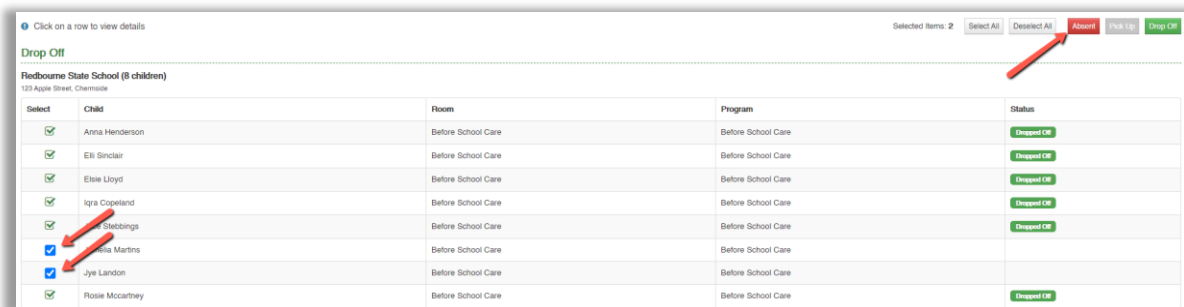 Click on a row to view details
Selected Items: 2 Select All Deselect All Absent Pick Up Drop Off
Drop Off
Redbourne State School (8 children)
123 Apple Street, Chermside
Select Child Room Program Status
Anna Henderson Before School Care Before School Care Dropped Off
Elli Sinclair Before School Care Before School Care Dropped Off
Elsie Lloyd Before School Care Before School Care Dropped Off
Iqra Copeland Before School Care Before School Care Dropped Off
Stebbings Before School Care Before School Care Dropped Off
Martins Before School Care Before School Care
Jye Landon Before School Care Before School Care
Rosie Mccartney Before School Care Before School Care Dropped Off